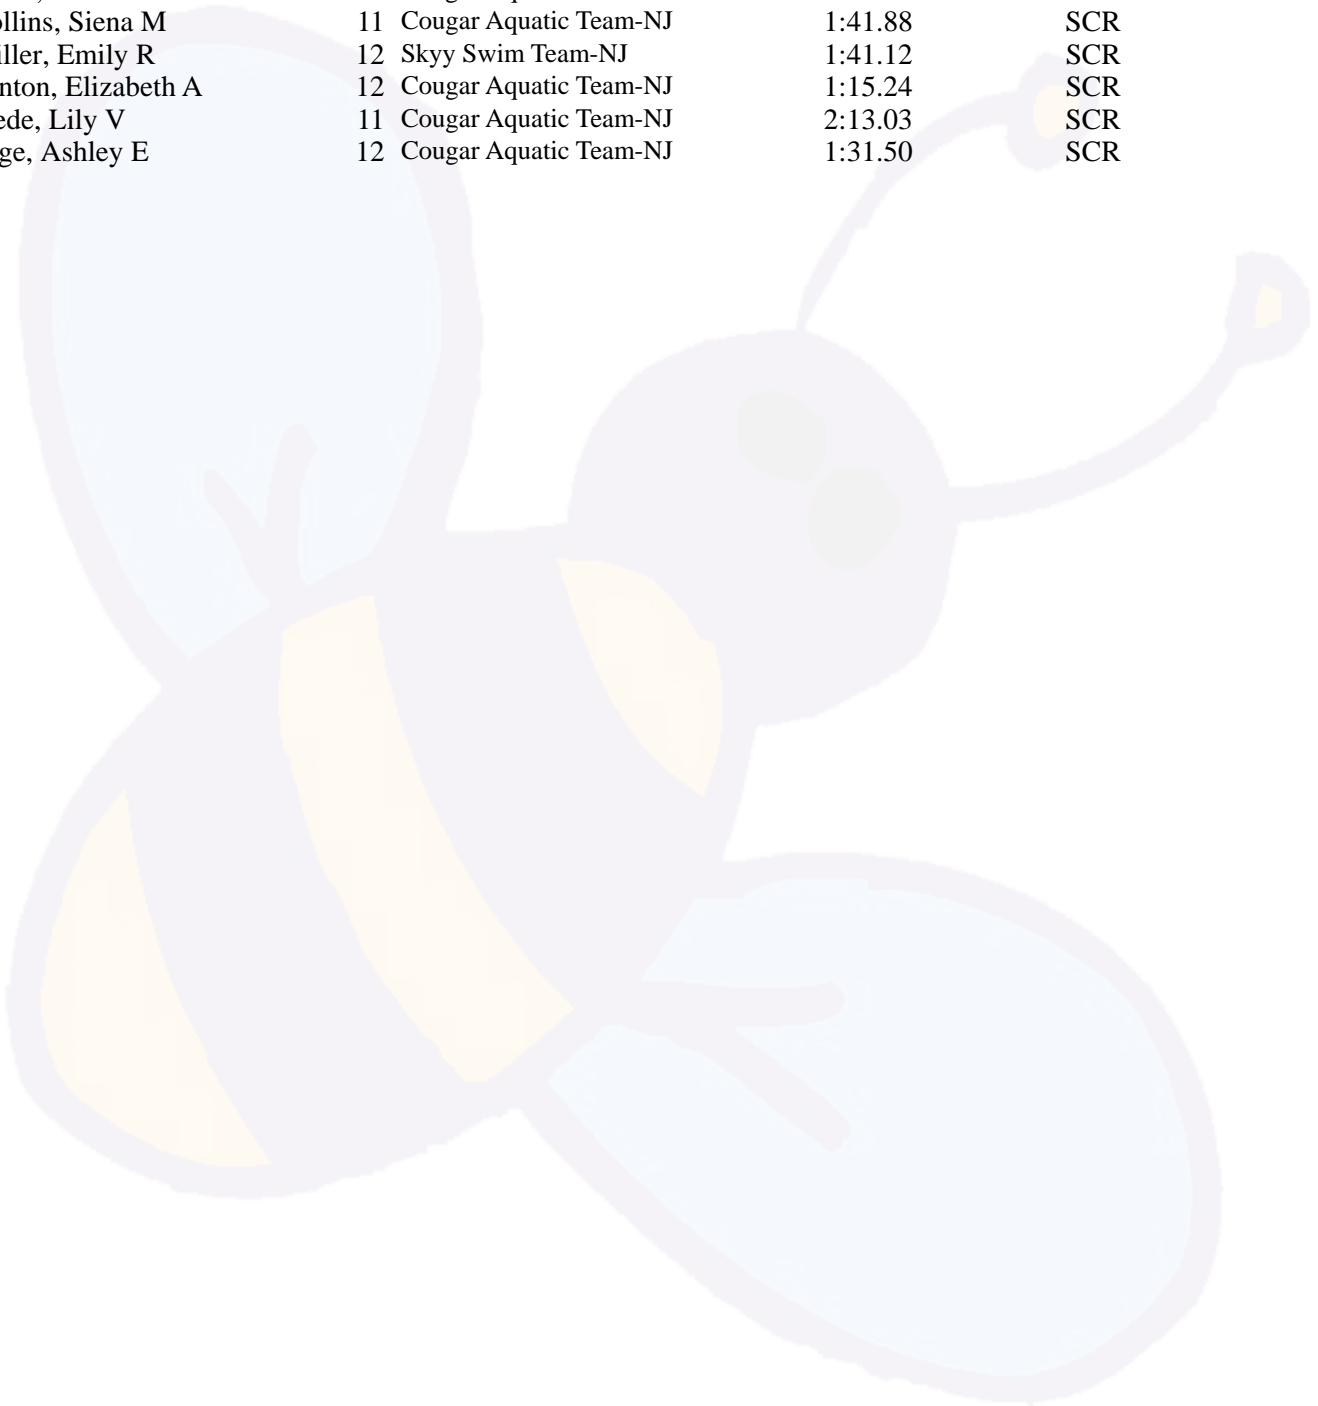 ollins, Siena M 11 Cougar Aquatic Team-NJ 1:41.88 SCR
iller, Emily R 12 Skyy Swim Team-NJ 1:41.12 SCR
nton, Elizabeth A 12 Cougar Aquatic Team-NJ 1:15.24 SCR
ede, Lily V 11 Cougar Aquatic Team-NJ 2:13.03 SCR
ge, Ashley E 12 Cougar Aquatic Team-NJ 1:31.50 SCR